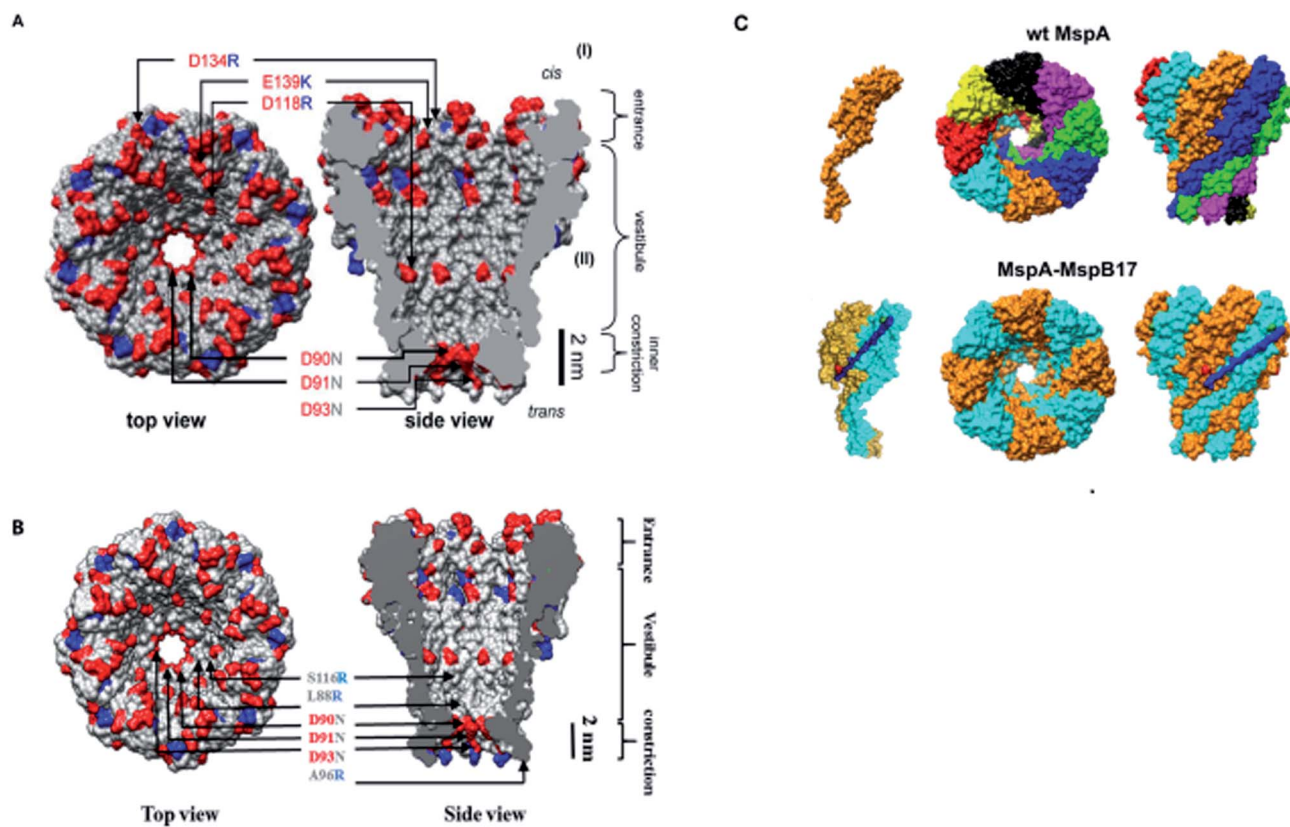 A
D134R
E139K
D118R
(I)
cis
entrance
vestibule
(II)
inner
constriction
2 nm
D90N
D91N
D93N
trans
top view
side view
B
Entrance
Vestibule
constriction
S116R
L88R
D90N
D91N
D93N
A96R
2 nm
Top view
Side view
C
wt MspA
MspA-MspB17